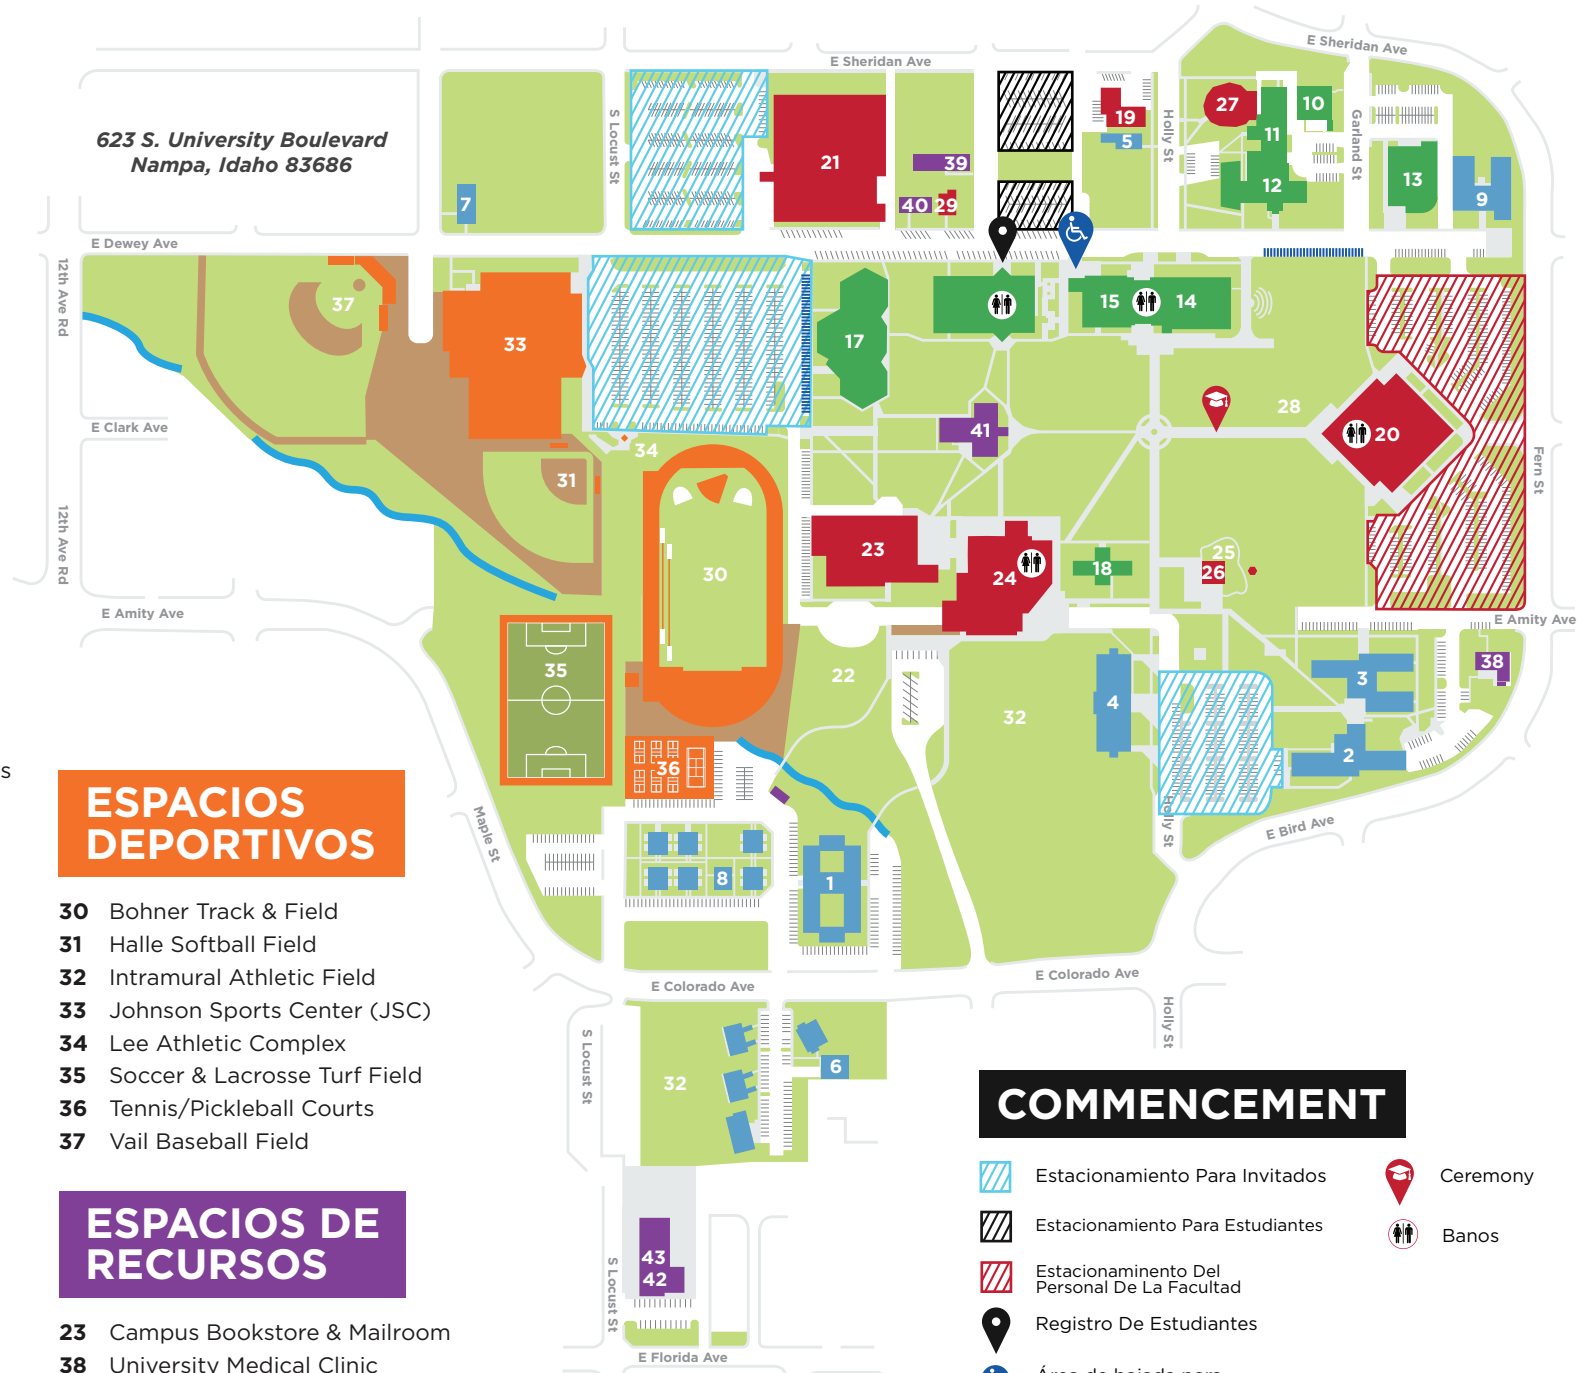 E Sheridan Ave
E Sheridan Ave
623 S. University Boulevard
Nampa, Idaho 83686
S Locust St
21
39
40
29
19
5
Holly St
27
10
11
12
Garland St
13
9
7
E Dewey Ave
12th Ave Rd
37
33
17
15
14
28
20
Fern St
E Clark Ave
34
41
31
12th Ave Rd
30
23
24
18
25
26
E Amity Ave
E Amity Ave
35
22
32
4
3
38
2
36
Holly St
E Bird Ave
Maple St
8
1
s
ESPACIOS
DEPORTIVOS
30 Bohner Track & Field
31 Halle Softball Field
32 Intramural Athletic Field
33 Johnson Sports Center (JSC)
34 Lee Athletic Complex
35 Soccer & Lacrosse Turf Field
36 Tennis/Pickleball Courts
37 Vail Baseball Field
E Colorado Ave
E Colorado Ave
Holly St
S Locust St
32
6
43
42
S Locust St
E Florida Ave
ESPACIOS DE
RECURSOS
23 Campus Bookstore & Mailroom
38 University Medical Clinic
COMMENCEMENT
Estacionamiento Para Invitados
Estacionamiento Para Estudiantes
Estacionaminento Del
Personal De La Facultad
Registro De Estudiantes
Área de bajada para
Ceremony
Banos